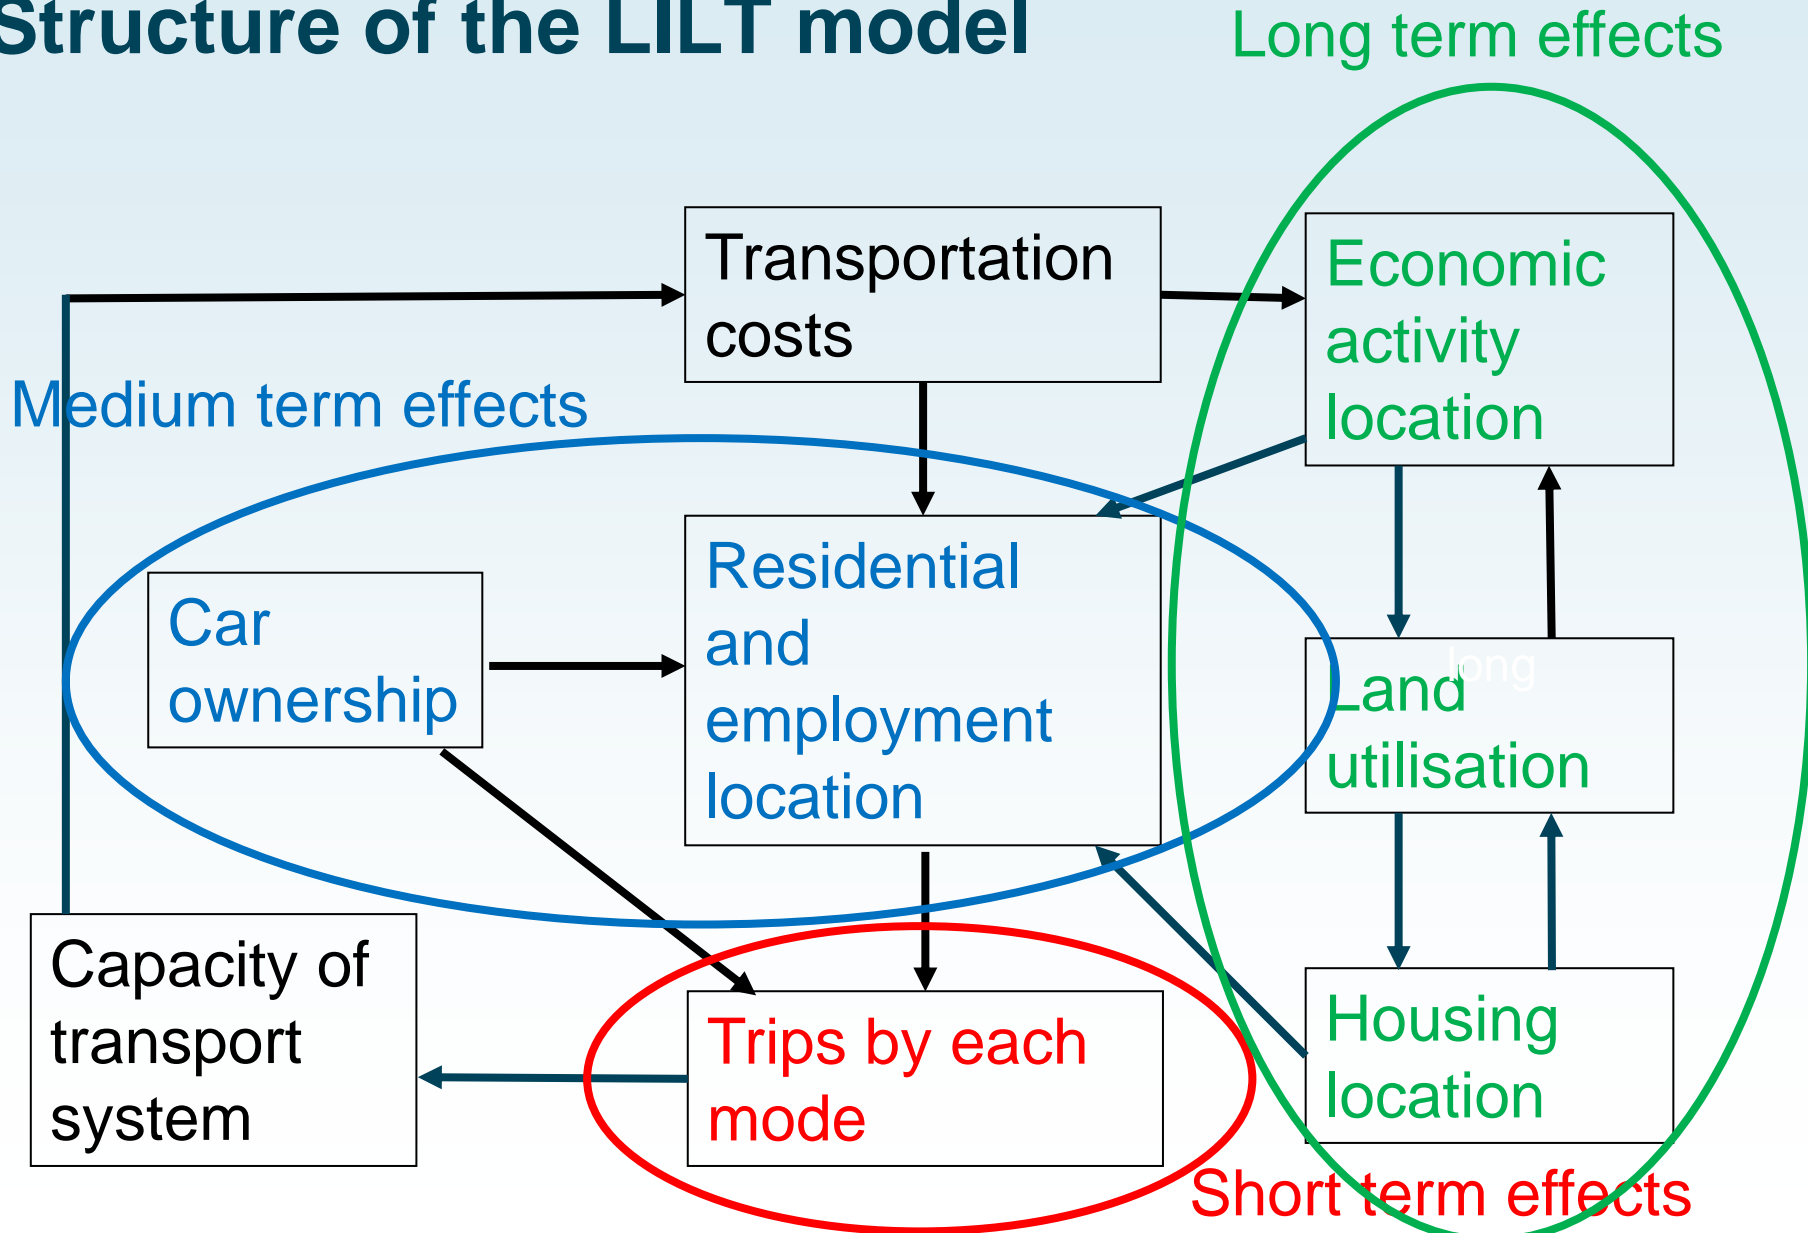 Structure of the LILT model
Long term effects
Transportation
costs
Economic
activity
location
Medium term effects
Residential
and
employment
location
Car
ownership
long
Land
utilisation
Capacity of
transport
system
Trips by each
mode
Housing
location
Short term effects